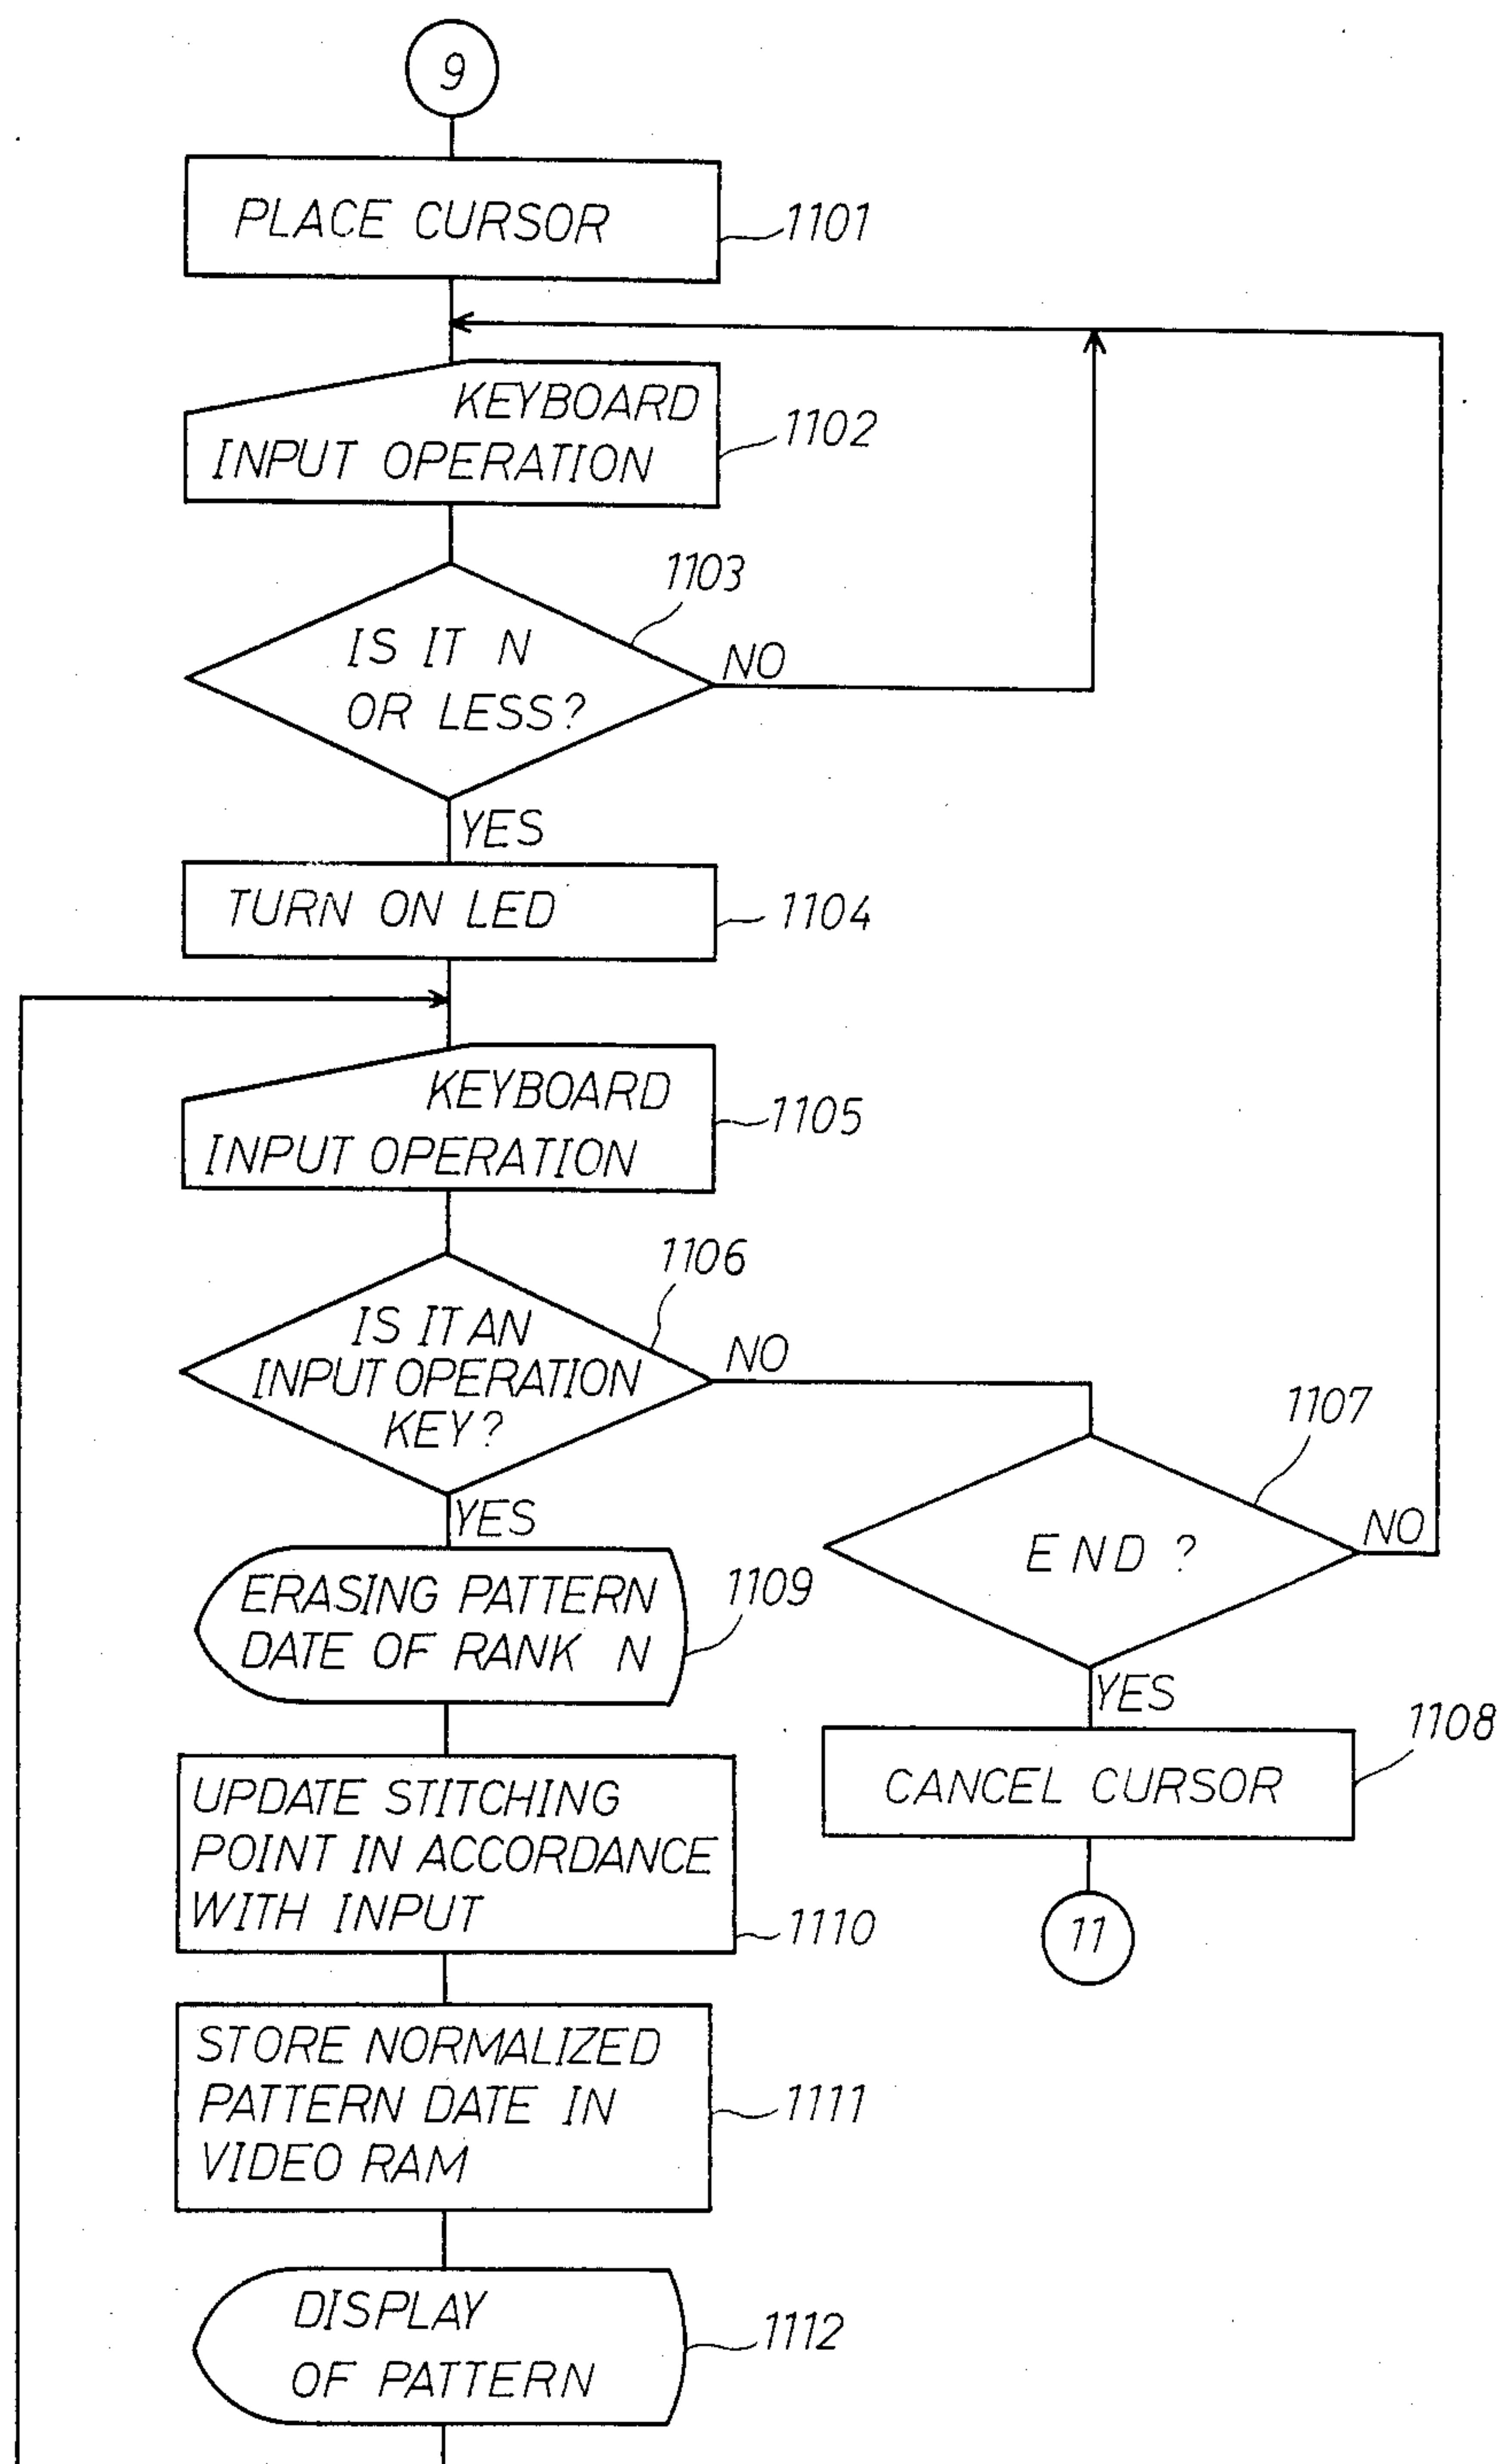 9
PLACE CURSOR
1101
KEYBOARD
INPUT OPERATION
1102
1103
IS IT N
OR LESS?
NO
YES
TURN ON LED
1104
KEYBOARD
INPUT OPERATION
1105
1106
IS IT AN
INPUT OPERATION
KEY?
NO
YES
1107
END ?
NO
YES
ERASING PATTERN
DATE OF RANK N
1109
CANCEL CURSOR
1108
11
UPDATE STITCHING
POINT IN ACCORDANCE
WITH INPUT
1110
STORE NORMALIZED
PATTERN DATE IN
VIDEO RAM
1111
DISPLAY
OF PATTERN
1112